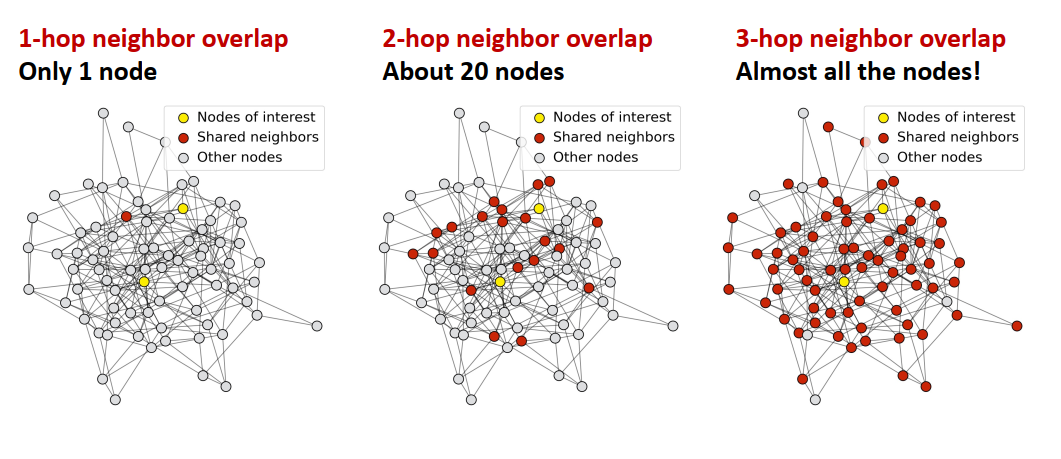 1-hop neighbor overlap
Only 1 node
Nodes of interest
Shared neighbors
Other nodes
2-hop neighbor overlap
About 20 nodes
Nodes of interest
Shared neighbors
Other nodes
3-hop neighbor overlap
Almost all the nodes!
Nodes of interest
Shared neighbors
Other nodes